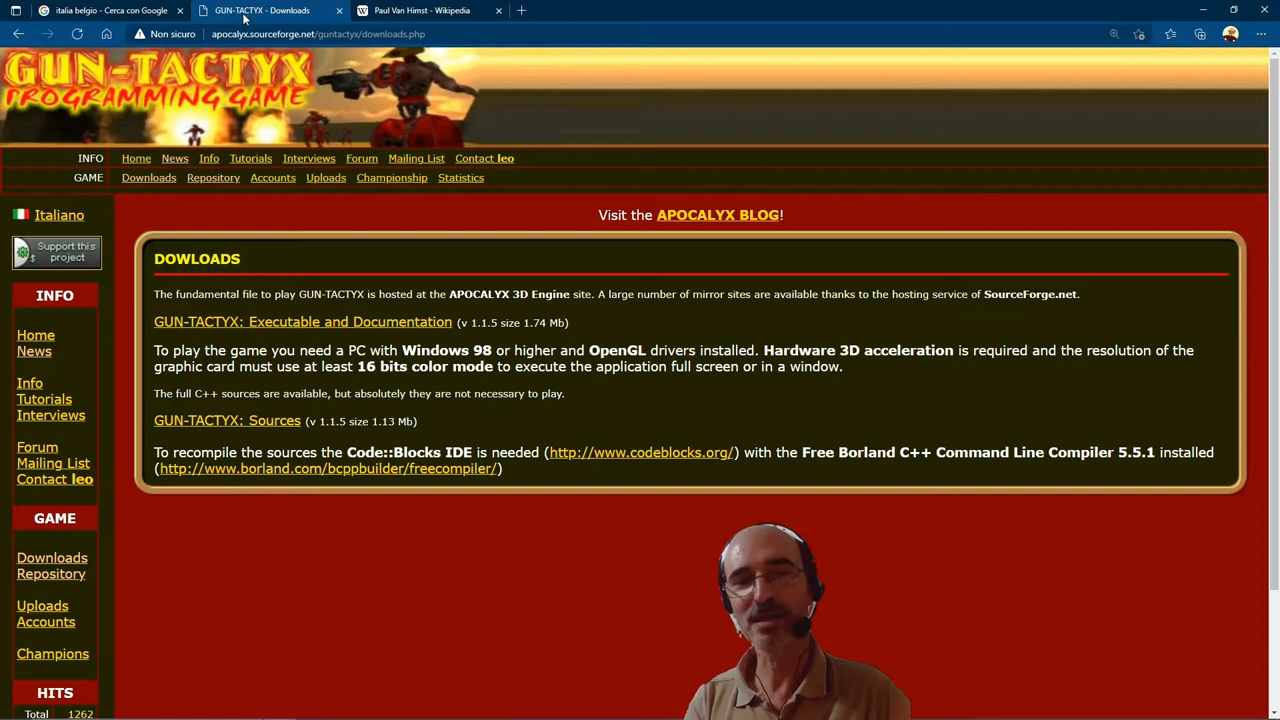 italia belgio - Cerca con Google
GUN-TACTYX - Downloads
Paul Van Himst - Wikipedia
Non sicuro
apocalyx.sourceforge.net/guntactyx/downloads.php
GUN-TACTYX
PROGRAMMING GAME
INFO Home News Info Tutorials Interviews Forum Mailing List Contact leo
GAME Downloads Repository Accounts Uploads Championship Statistics
Italiano
Support this
project
INFO
Home
News
Info
Tutorials
Interviews
Forum
Mailing List
Contact leo
GAME
Downloads
Repository
Uploads
Accounts
Champions
HITS
Total 1262
Visit the APOCALYX BLOG!
DOWLOADS
The fundamental file to play GUN-TACTYX is hosted at the APOCALYX 3D Engine site. A large number of mirror sites are available thanks to the hosting service of SourceForge.net.
GUN-TACTYX: Executable and Documentation (v 1.1.5 size 1.74 Mb)
To play the game you need a PC with Windows 98 or higher and OpenGL drivers installed. Hardware 3D acceleration is required and the resolution of the
graphic card must use at least 16 bits color mode to execute the application full screen or in a window.
The full C++ sources are available, but absolutely they are not necessary to play.
GUN-TACTYX: Sources (v 1.1.5 size 1.13 Mb)
To recompile the sources the Code::Blocks IDE is needed (http://www.codeblocks.org/) with the Free Borland C++ Command Line Compiler 5.5.1 installed
(http://www.borland.com/bcppbuilder/freecompiler/)